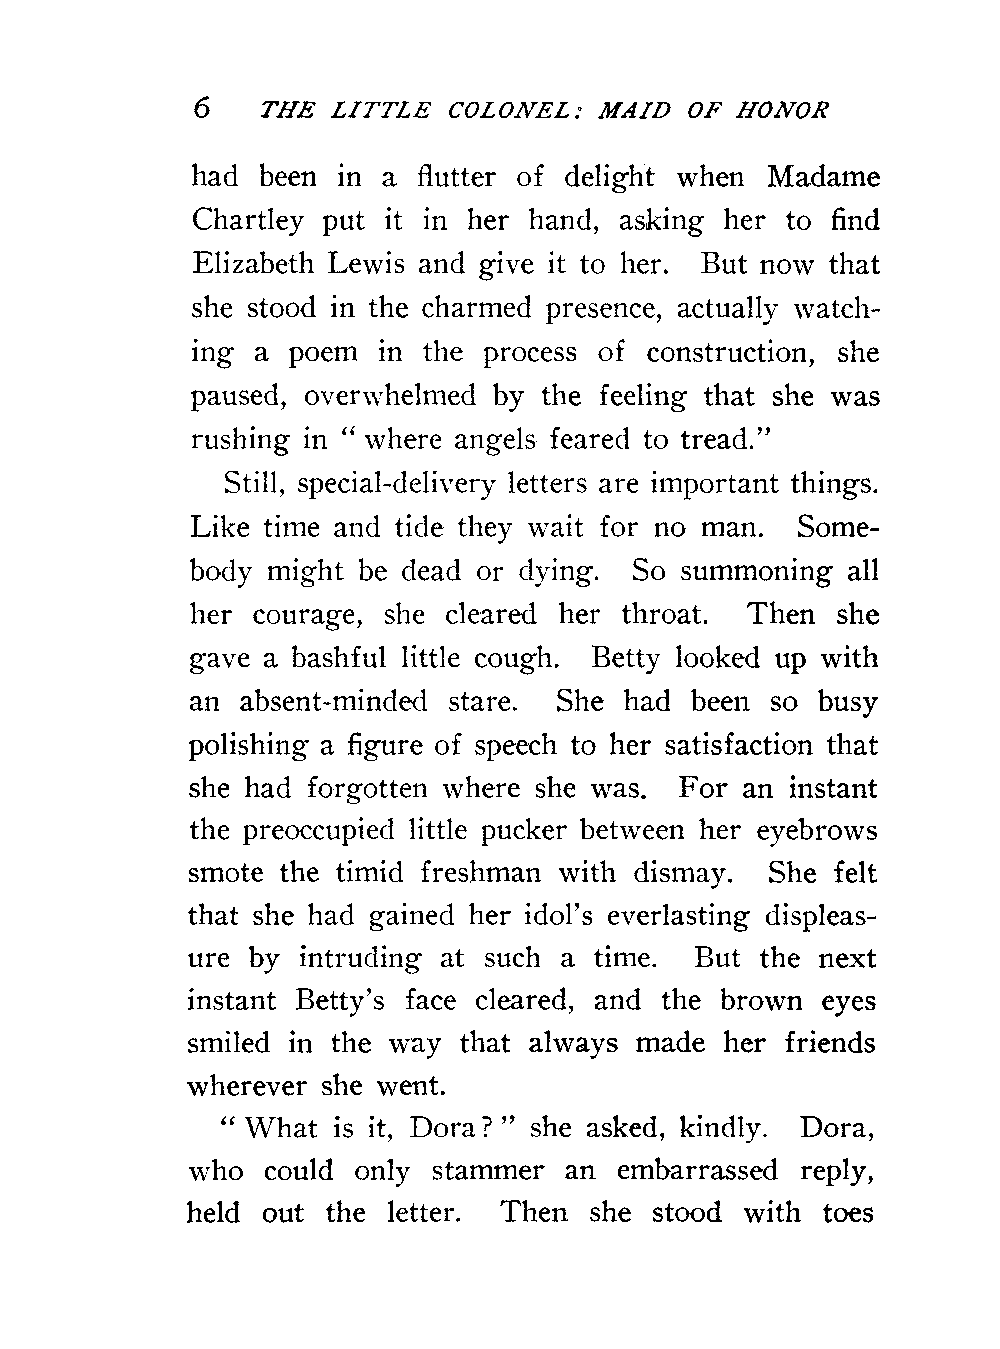 6 THE LITTLE COLONEL: MAID OF HONOR
had been in a flutter of delight when Madame
Chartley put it in her hand, asking her to find
Elizabeth Lewis and give it to her. But now that
she stood in the charmed presence, actually watch-
ing a poem in the process of construction, she
paused, overwhelmed by the feeling that she was
rushing in " where angels feared to tread."
Still, special-delivery letters are important things.
Like time and tide they wait for no man. Some-
body might be dead or dying. So summoning all
her courage, she cleared her throat. Then she
gave a bashful little cough. Betty looked up with
an absent-minded stare. She had been so busy
polishing a figure of speech to her satisfaction that
she had forgotten where she was. For an instant
the preoccupied little pucker between her eyebrows
smote the timid freshman with dismay. She felt
that she had gained her idol's everlasting displeas-
ure by intruding at such a time. But the next
instant Betty's face cleared, and the brown eyes
smiled in the way that always made her friends
wherever she went.
" What is it, Dora? " she asked, kindly. Dora,
who could only stammer an embarrassed reply,
held out the letter. Then she stood with toes